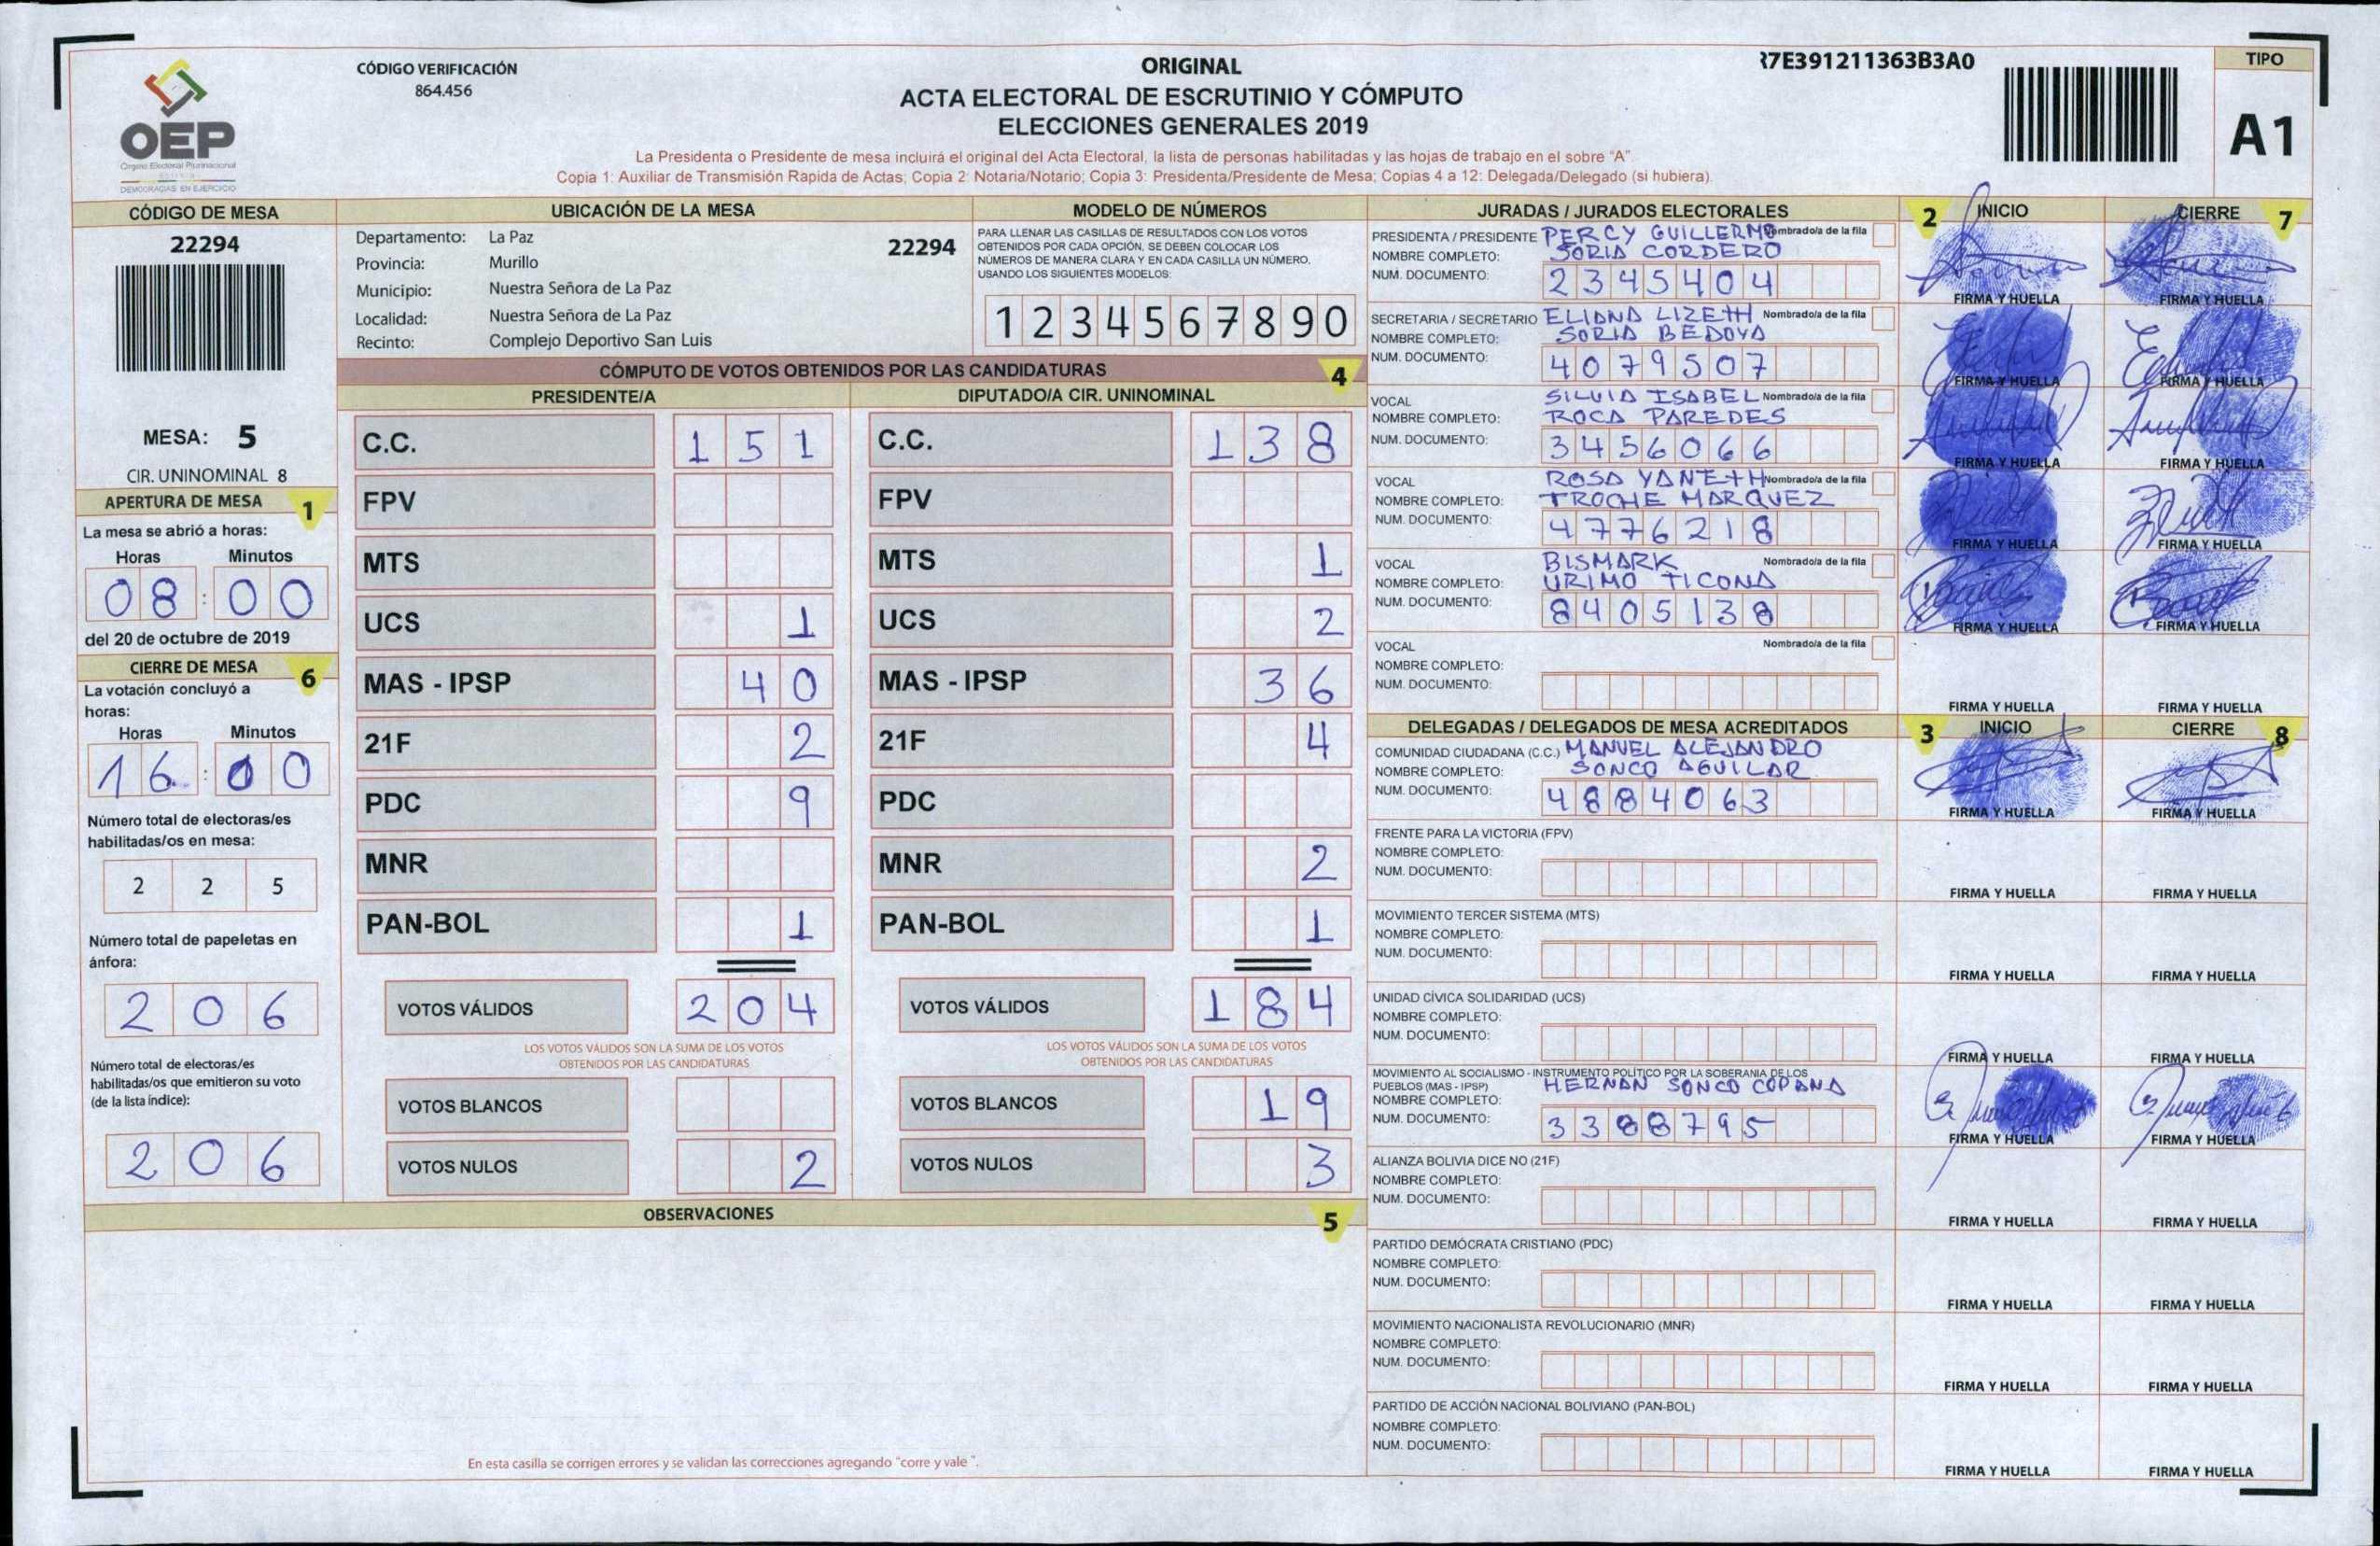 OEP
Órgano Electoral Plurinacional
BOLIVIA
DEMOCRACIAS EN EJERCICIO
CÓDIGO VERIFICACIÓN
864.456
ORIGINAL
ACTA ELECTORAL DE ESCRUTINIO Y CÓMPUTO
ELECCIONES GENERALES 2019
La Presidenta o Presidente de mesa incluirá el original del Acta Electoral, la lista de personas habilitadas y las hojas de trabajo en el sobre "A"
Copia 1: Auxiliar de Transmisión Rapida de Actas; Copia 2: Notaria/Notario; Copia 3: Presidenta/Presidente de Mesa; Copias 4 a 12: Delegada/Delegado (si hubiera).
R7E391211363B3A0
TIPO
A1
CÓDIGO DE MESA
22294
MESA: 5
CIR. UNINOMINAL 8
APERTURA DE MESA 1
La mesa se abrió a horas:
Horas Minutos
08:00
del 20 de octubre de 2019
CIERRE DE MESA 6
La votación concluyó a
horas:
Horas Minutos
16:00
Número total de electoras/es
habilitadas/os en mesa:
2 2 5
Número total de papeletas en
ánfora:
2 0 6
Número total de electoras/es
habilitadas/os que emitieron su voto
(de la lista índice):
2 0 6
UBICACIÓN DE LA MESA
Departamento: La Paz 22294
Provincia: Murillo
Municipio: Nuestra Señora de La Paz
Localidad: Nuestra Señora de La Paz
Recinto: Complejo Deportivo San Luis
MODELO DE NÚMEROS
PARA LLENAR LAS CASILLAS DE RESULTADOS CON LOS VOTOS
OBTENIDOS POR CADA OPCIÓN, SE DEBEN COLOCAR LOS
NÚMEROS DE MANERA CLARA Y EN CADA CASILLA UN NÚMERO,
USANDO LOS SIGUIENTES MODELOS:
1 2 3 4 5 6 7 8 9 0
CÓMPUTO DE VOTOS OBTENIDOS POR LAS CANDIDATURAS 4
PRESIDENTE/A
C.C. 1 5 1
FPV
MTS
UCS 1
MAS - IPSP 4 0
21F 2
PDC 9
MNR
PAN-BOL 1
VOTOS VÁLIDOS 2 0 4
LOS VOTOS VÁLIDOS SON LA SUMA DE LOS VOTOS
OBTENIDOS POR LAS CANDIDATURAS
VOTOS BLANCOS
VOTOS NULOS 2
DIPUTADO/A CIR. UNINOMINAL
C.C. 1 3 8
FPV
MTS 1
UCS 2
MAS - IPSP 3 6
21F 4
PDC
MNR 2
PAN-BOL 1
VOTOS VÁLIDOS 1 8 4
LOS VOTOS VÁLIDOS SON LA SUMA DE LOS VOTOS
OBTENIDOS POR LAS CANDIDATURAS
VOTOS BLANCOS 1 9
VOTOS NULOS 3
OBSERVACIONES 5
En esta casilla se corrigen errores y se validan las correcciones agregando "corre y vale".
JURADAS / JURADOS ELECTORALES 2 INICIO CIERRE 7
PRESIDENTA / PRESIDENTE PERCY GUILLERMO Nombrado/a de la fila
NOMBRE COMPLETO: SORIA CORDERO
NUM. DOCUMENTO: 2345404
FIRMA Y HUELLA FIRMA Y HUELLA
SECRETARIA / SECRETARIO ELIANA LIZETH Nombrado/a de la fila
NOMBRE COMPLETO: SORIA BEDOYA
NUM. DOCUMENTO: 4079507
FIRMA Y HUELLA FIRMA Y HUELLA
VOCAL SILVIA ISABEL Nombrado/a de la fila
NOMBRE COMPLETO: ROCA PAREDES
NUM. DOCUMENTO: 3456066
FIRMA Y HUELLA FIRMA Y HUELLA
VOCAL ROSA YANETH Nombrado/a de la fila
NOMBRE COMPLETO: TROCHE MARQUEZ
NUM. DOCUMENTO: 4776218
FIRMA Y HUELLA FIRMA Y HUELLA
VOCAL BISMARK Nombrado/a de la fila
NOMBRE COMPLETO: URIMO TICONA
NUM. DOCUMENTO: 8405138
FIRMA Y HUELLA FIRMA Y HUELLA
VOCAL Nombrado/a de la fila
NOMBRE COMPLETO:
NUM. DOCUMENTO:
FIRMA Y HUELLA FIRMA Y HUELLA
DELEGADAS / DELEGADOS DE MESA ACREDITADOS 3 INICIO CIERRE 8
COMUNIDAD CIUDADANA (C.C.) MANUEL ALEJANDRO
NOMBRE COMPLETO: SONCO AGUILAR
NUM. DOCUMENTO: 4884063
FIRMA Y HUELLA FIRMA Y HUELLA
FRENTE PARA LA VICTORIA (FPV)
NOMBRE COMPLETO:
NUM. DOCUMENTO:
FIRMA Y HUELLA FIRMA Y HUELLA
MOVIMIENTO TERCER SISTEMA (MTS)
NOMBRE COMPLETO:
NUM. DOCUMENTO:
FIRMA Y HUELLA FIRMA Y HUELLA
UNIDAD CÍVICA SOLIDARIDAD (UCS)
NOMBRE COMPLETO:
NUM. DOCUMENTO:
FIRMA Y HUELLA FIRMA Y HUELLA
MOVIMIENTO AL SOCIALISMO - INSTRUMENTO POLÍTICO POR LA SOBERANIA DE LOS
PUEBLOS (MAS - IPSP) HERNAN SONCO COPANA
NOMBRE COMPLETO:
NUM. DOCUMENTO: 3388795
FIRMA Y HUELLA FIRMA Y HUELLA
ALIANZA BOLIVIA DICE NO (21F)
NOMBRE COMPLETO:
NUM. DOCUMENTO:
FIRMA Y HUELLA FIRMA Y HUELLA
PARTIDO DEMÓCRATA CRISTIANO (PDC)
NOMBRE COMPLETO:
NUM. DOCUMENTO:
FIRMA Y HUELLA FIRMA Y HUELLA
MOVIMIENTO NACIONALISTA REVOLUCIONARIO (MNR)
NOMBRE COMPLETO:
NUM. DOCUMENTO:
FIRMA Y HUELLA FIRMA Y HUELLA
PARTIDO DE ACCIÓN NACIONAL BOLIVIANO (PAN-BOL)
NOMBRE COMPLETO:
NUM. DOCUMENTO:
FIRMA Y HUELLA FIRMA Y HUELLA